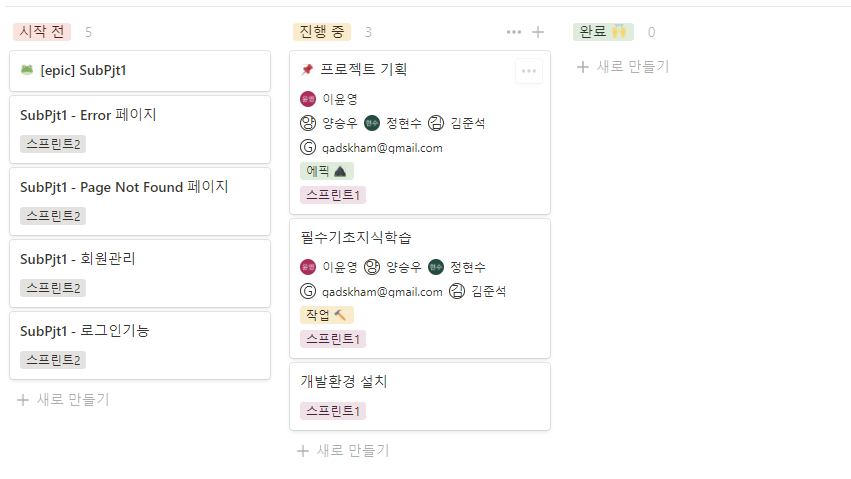 시작 전 5
🐸 [epic] SubPjt1
SubPjt1 - Error 페이지
스프린트2
SubPjt1 - Page Not Found 페이지
스프린트2
SubPjt1 - 회원관리
스프린트2
SubPjt1 - 로그인기능
스프린트2
+ 새로 만들기
진행 중 3
📌 프로젝트 기획
윤영 이윤영
양 양승우 현수 정현수 김 김준석
G qadskham@gmail.com
에픽
스프린트1
필수기초지식학습
윤영 이윤영 양 양승우 현수 정현수
G qadskham@gmail.com 김 김준석
작업 🔨
스프린트1
개발환경 설치
스프린트1
+ 새로 만들기
완료 🙌 0
+ 새로 만들기